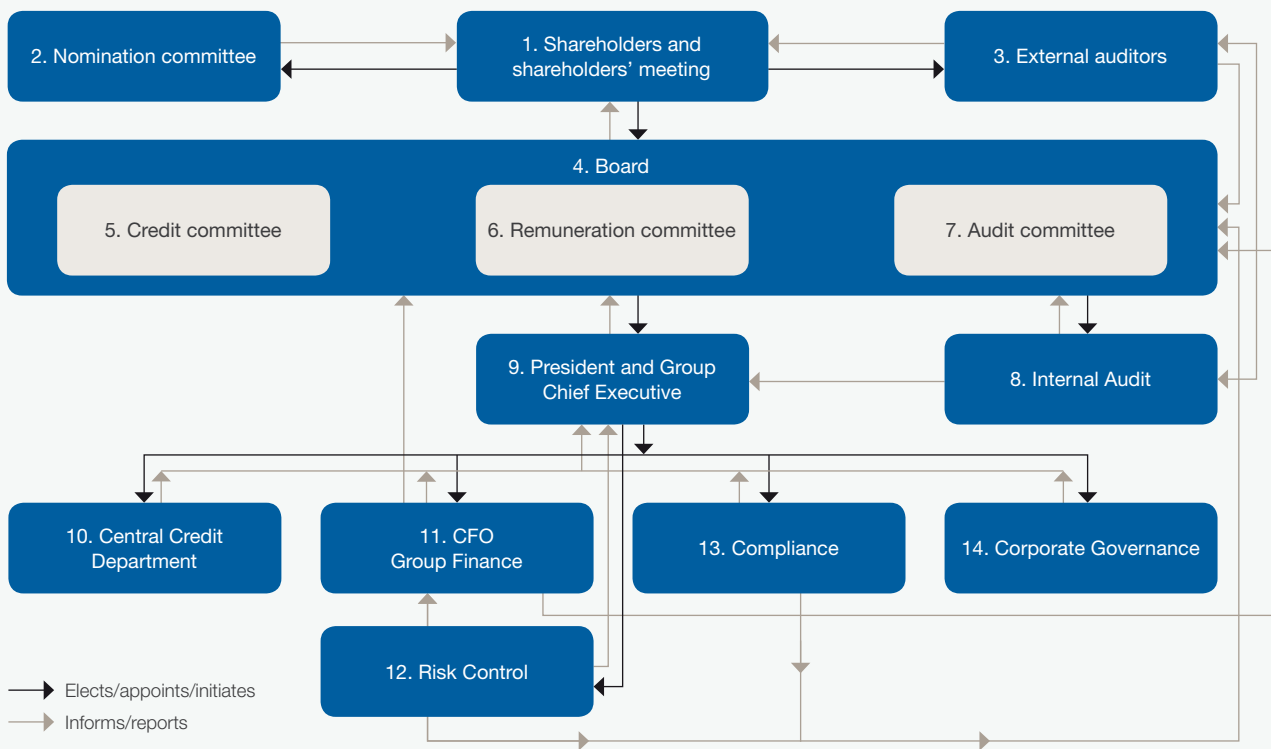 2. Nomination committee
1. Shareholders and
shareholders’ meeting
3. External auditors
4. Board
5. Credit committee
6. Remuneration committee
7. Audit committee
9. President and Group
Chief Executive
8. Internal Audit
10. Central Credit
Department
11. CFO
Group Finance
13. Compliance
14. Corporate Governance
12. Risk Control
Elects/appoints/initiates
Informs/reports